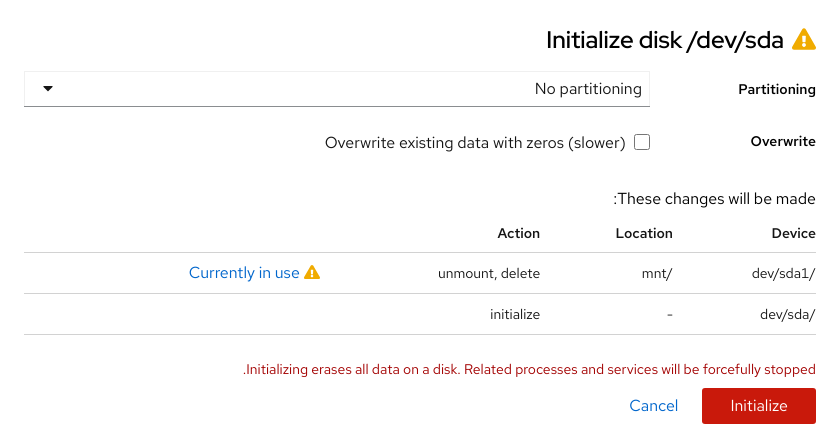 Initialize disk /dev/sda
Partitioning
No partitioning
Overwrite
Overwrite existing data with zeros (slower)
:These changes will be made
Device Location Action
dev/sda1/ mnt/ unmount, delete Currently in use
dev/sda/ - initialize
.Initializing erases all data on a disk. Related processes and services will be forcefully stopped
Initialize Cancel